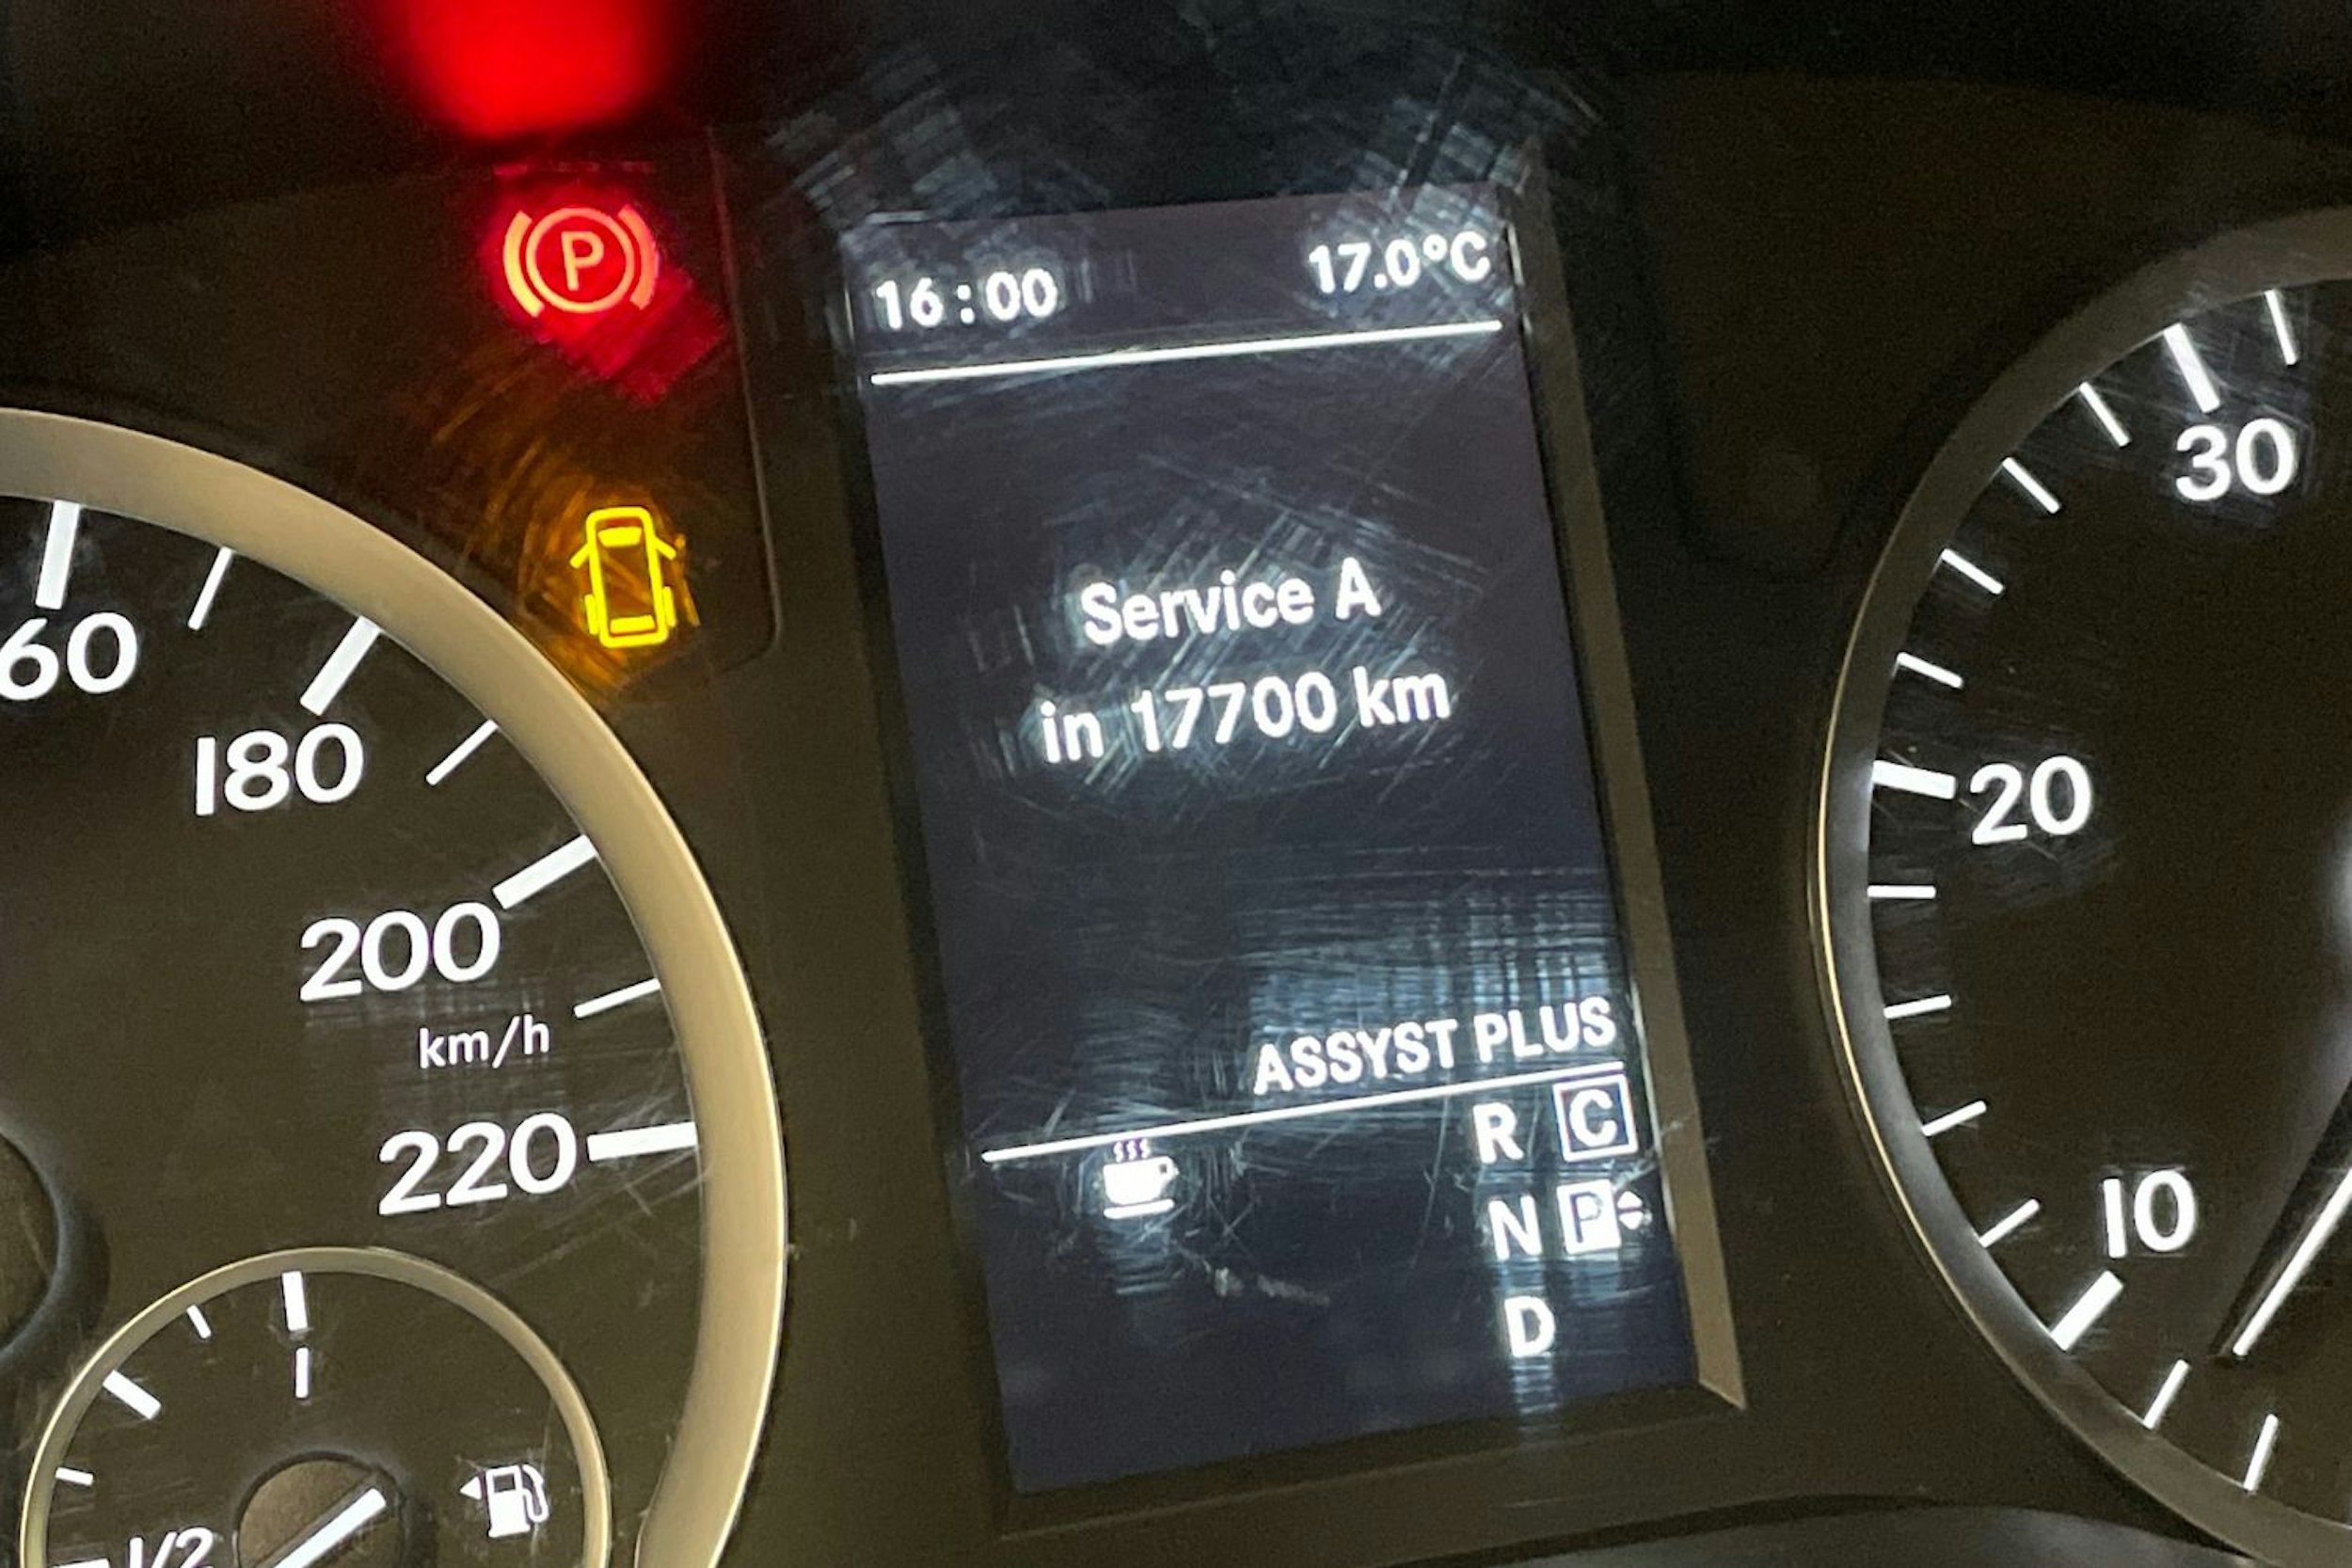 P
16:00 17.0°C
60
180
200
km/h
220
1/2
Service A
in 17700 km
ASSYST PLUS
R C
N P
D
30
20
10